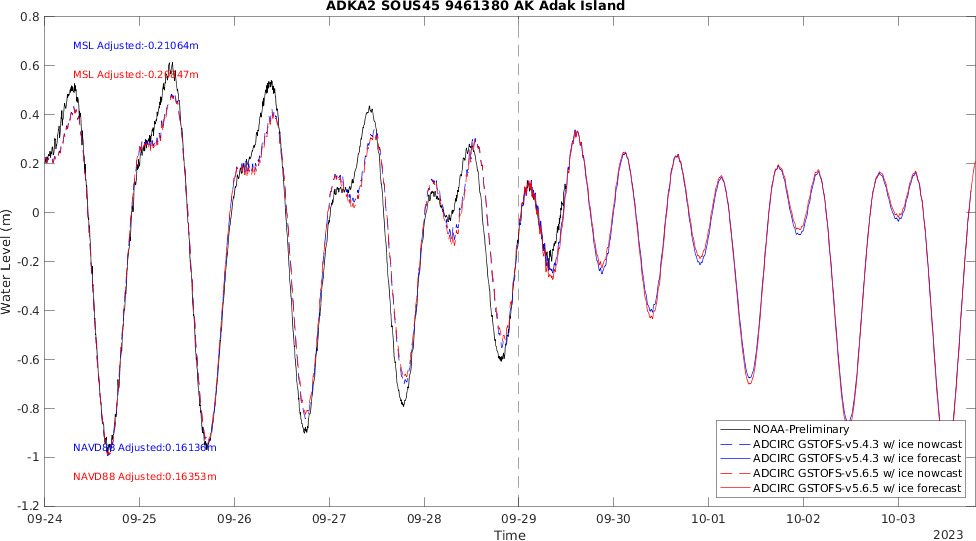 ADKA2 SOUS45 9461380 AK Adak Island
0.8
0.6
0.4
0.2
0
-0.2
-0.4
-0.6
-0.8
-1
-1.2
Water Level (m)
MSL Adjusted:-0.21064m
MSL
NAVD88
NAVD88 Adjusted:0.16353m
NOAA-Preliminary
ADCIRC GSTOFS-v5.4.3 w/ ice nowcast
ADCIRC GSTOFS-v5.4.3 w/ ice forecast
ADCIRC GSTOFS-v5.6.5 w/ ice nowcast
ADCIRC GSTOFS-v5.6.5 w/ ice forecast
09-24 09-25 09-26 09-27 09-28 09-29 09-30 10-01 10-02 10-03
Time
2023